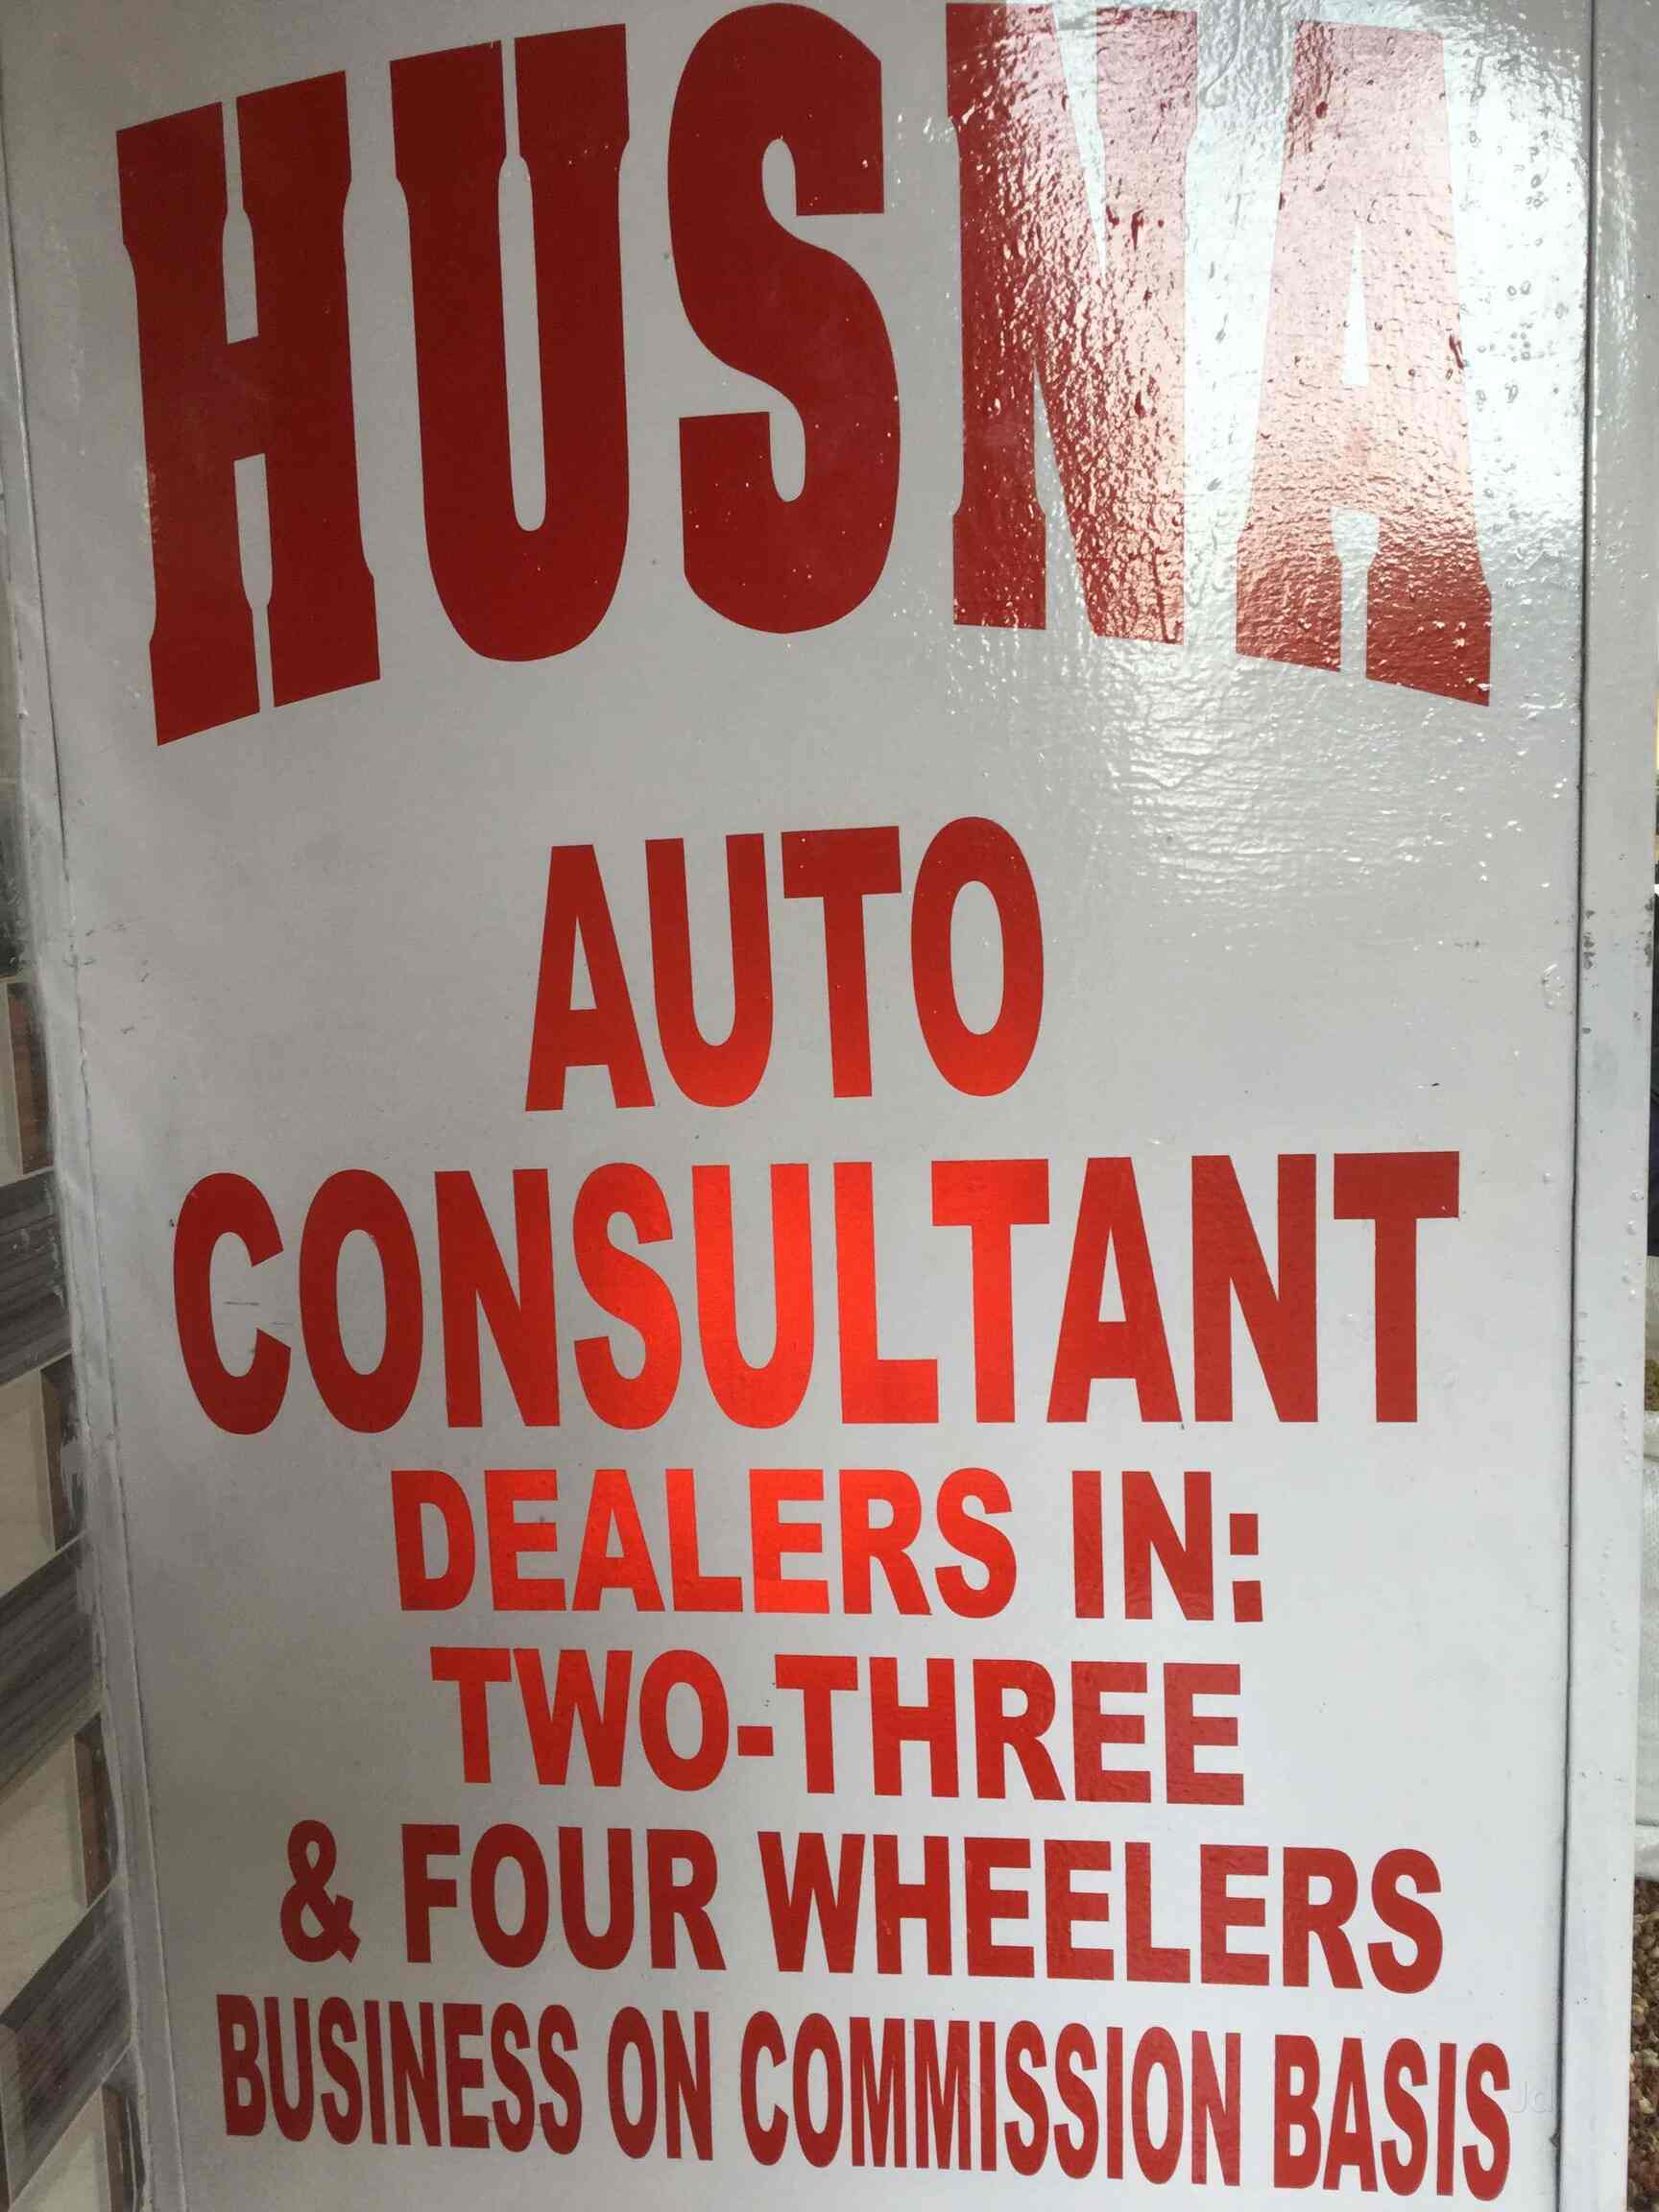 HUSNA
AUTO
CONSULTANT
DEALERS IN:
TWO-THREE
& FOUR WHEELERS
BUSINESS ON COMMISSION BASIS